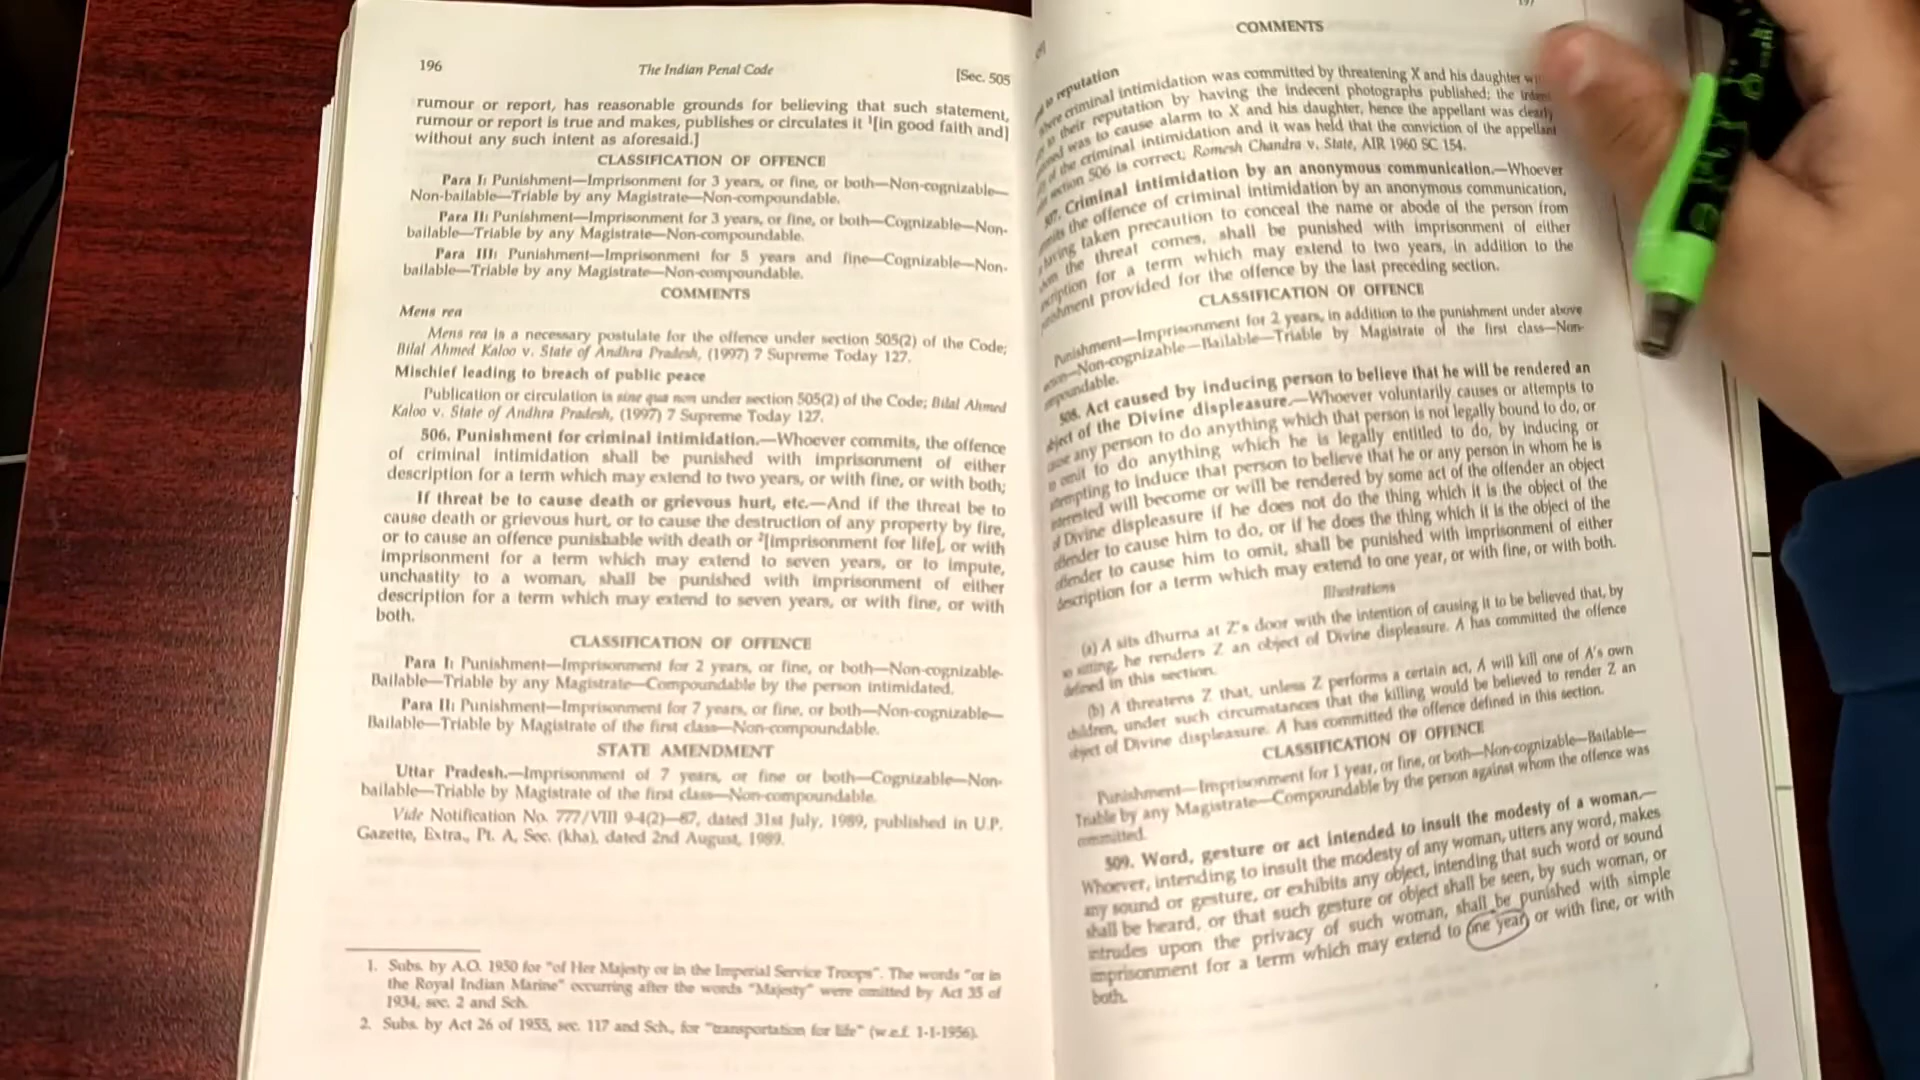 196
The Indian Penal Code
[Sec. 505
rumour or report, has reasonable grounds for believing that such statement,
rumour or report is true and makes, publishes or circulates it ¹[in good faith and]
without any such intent as aforesaid.]
CLASSIFICATION OF OFFENCE
Para I: Punishment—Imprisonment for 3 years, or fine, or both—Non-cognizable—
Non-bailable—Triable by any Magistrate—Non-compoundable.
Para II: Punishment—Imprisonment for 3 years, or fine, or both—Cognizable—Non-
bailable—Triable by any Magistrate—Non-compoundable.
Para III: Punishment—Imprisonment for 5 years and fine—Cognizable—Non-
bailable—Triable by any Magistrate—Non-compoundable.
COMMENTS
Mens rea
Mens rea is a necessary postulate for the offence under section 505(2) of the Code;
Bilal Ahmed Kaloo v. State of Andhra Pradesh, (1997) 7 Supreme Today 127.
Mischief leading to breach of public peace
Publication or circulation is sine qua non under section 505(2) of the Code; Bilal Ahmed
Kaloo v. State of Andhra Pradesh, (1997) 7 Supreme Today 127.
506. Punishment for criminal intimidation.—Whoever commits, the offence
of criminal intimidation shall be punished with imprisonment of either
description for a term which may extend to two years, or with fine, or with both;
If threat be to cause death or grievous hurt, etc.—And if the threat be to
cause death or grievous hurt, or to cause the destruction of any property by fire,
or to cause an offence punishable with death or ²[imprisonment for life], or with
imprisonment for a term which may extend to seven years, or to impute,
unchastity to a woman, shall be punished with imprisonment of either
description for a term which may extend to seven years, or with fine, or with
both.
CLASSIFICATION OF OFFENCE
Para I: Punishment—Imprisonment for 2 years, or fine, or both—Non-cognizable-
Bailable—Triable by any Magistrate—Compoundable by the person intimidated.
Para II: Punishment—Imprisonment for 7 years, or fine, or both—Non-cognizable—
Bailable—Triable by Magistrate of the first class—Non-compoundable.
STATE AMENDMENT
Uttar Pradesh.—Imprisonment of 7 years, or fine or both—Cognizable—Non-
bailable—Triable by Magistrate of the first class—Non-compoundable.
Vide Notification No. 777/VIII 9-4(2)—87, dated 31st July, 1989, published in U.P.
Gazette, Extra., Pt. A, Sec. (kha), dated 2nd August, 1989.
1. Subs. by A.O. 1950 for "of Her Majesty or in the Imperial Service Troops". The words "or in
the Royal Indian Marine" occurring after the words "Majesty" were omitted by Act 35 of
1934, sec. 2 and Sch.
2. Subs. by Act 26 of 1955, sec. 117 and Sch., for "transportation for life" (w.e.f. 1-1-1956).
197
COMMENTS
to reputation
criminal intimidation was committed by threatening X and his daughter
to their reputation by having the indecent photographs published; the
was to cause alarm to X and his daughter, hence the appellant was clearly
of the criminal intimidation and it was held that the conviction of the appellant
section 506 is correct; Romesh Chandra v. State, AIR 1960 SC 154.
507. Criminal intimidation by an anonymous communication.—Whoever
the offence of criminal intimidation by an anonymous communication,
having taken precaution to conceal the name or abode of the person from
the threat comes, shall be punished with imprisonment of either
for a term which may extend to two years, in addition to the
provided for the offence by the last preceding section.
CLASSIFICATION OF OFFENCE
Punishment—Imprisonment for 2 years, in addition to the punishment under above
Non-cognizable—Bailable—Triable by Magistrate of the first class—Non-
508. Act caused by inducing person to believe that he will be rendered an
object of the Divine displeasure.—Whoever voluntarily causes or attempts to
cause any person to do anything which that person is not legally bound to do, or
to omit to do anything which he is legally entitled to do, by inducing or
attempting to induce that person to believe that he or any person in whom he is
interested will become or will be rendered by some act of the offender an object
of Divine displeasure if he does not do the thing which it is the object of the
offender to cause him to do, or if he does the thing which it is the object of the
offender to cause him to omit, shall be punished with imprisonment of either
description for a term which may extend to one year, or with fine, or with both.
Illustrations
(a) A sits dhurna at Z's door with the intention of causing it to be believed that, by
so sitting, he renders Z an object of Divine displeasure. A has committed the offence
defined in this section.
(b) A threatens Z that, unless Z performs a certain act, A will kill one of A's own
children, under such circumstances that the killing would be believed to render Z an
object of Divine displeasure. A has committed the offence defined in this section.
CLASSIFICATION OF OFFENCE
Punishment—Imprisonment for 1 year, or fine, or both—Non-cognizable—Bailable—
Triable by any Magistrate—Compoundable by the person against whom the offence was
committed.
509. Word, gesture or act intended to insult the modesty of a woman.—
Whoever, intending to insult the modesty of any woman, utters any word, makes
any sound or gesture, or exhibits any object, intending that such word or sound
shall be heard, or that such gesture or object shall be seen, by such woman, or
intrudes upon the privacy of such woman, shall be punished with simple
imprisonment for a term which may extend to one year, or with fine, or with
both.